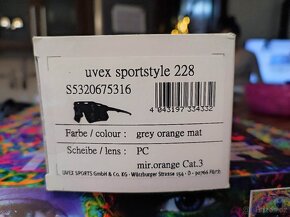 uvex sportstyle 228
S5320675316
4 043197 334332
Farbe / colour : grey orange mat
Scheibe / lens : PC
mir.orange Cat.3
UVEX SPORTS GmbH & Co. KG - Würzburger Strasse 154 - D - 90766 Fürth